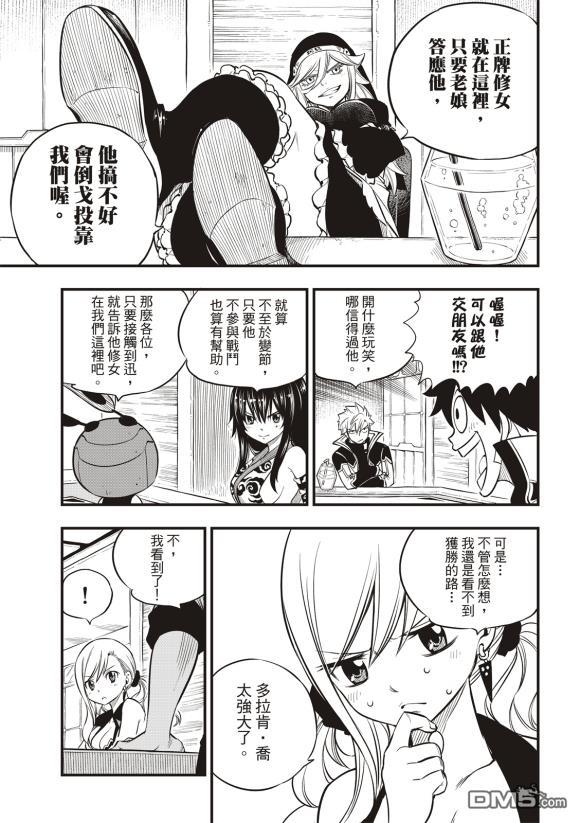 正牌修女
就在這裡，
只要老娘
答應他，
他搞不好
會倒戈投靠
我們喔。
喔喔！
可以跟他
交朋友嗎!!?
開什麼玩笑，
哪信得過他。
就算
不至於變節，
只要他
不參與戰鬥
也算有幫助。
那麼各位，
只要接觸到迅，
就告訴他修女
在我們這裡吧。
可是⋯
不管怎麼想，
我還是看不到
獲勝的路⋯
多拉肯·喬
太強大了。
不，
我看到了！
！
DM5.com